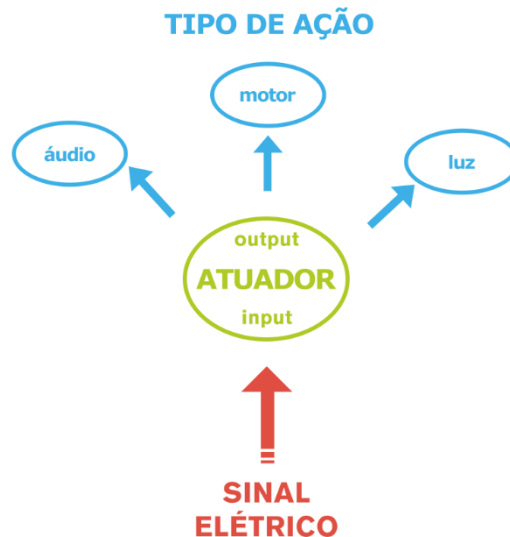 TIPO DE AÇÃO
motor
áudio
luz
output
ATUADOR
input
SINAL
ELÉTRICO